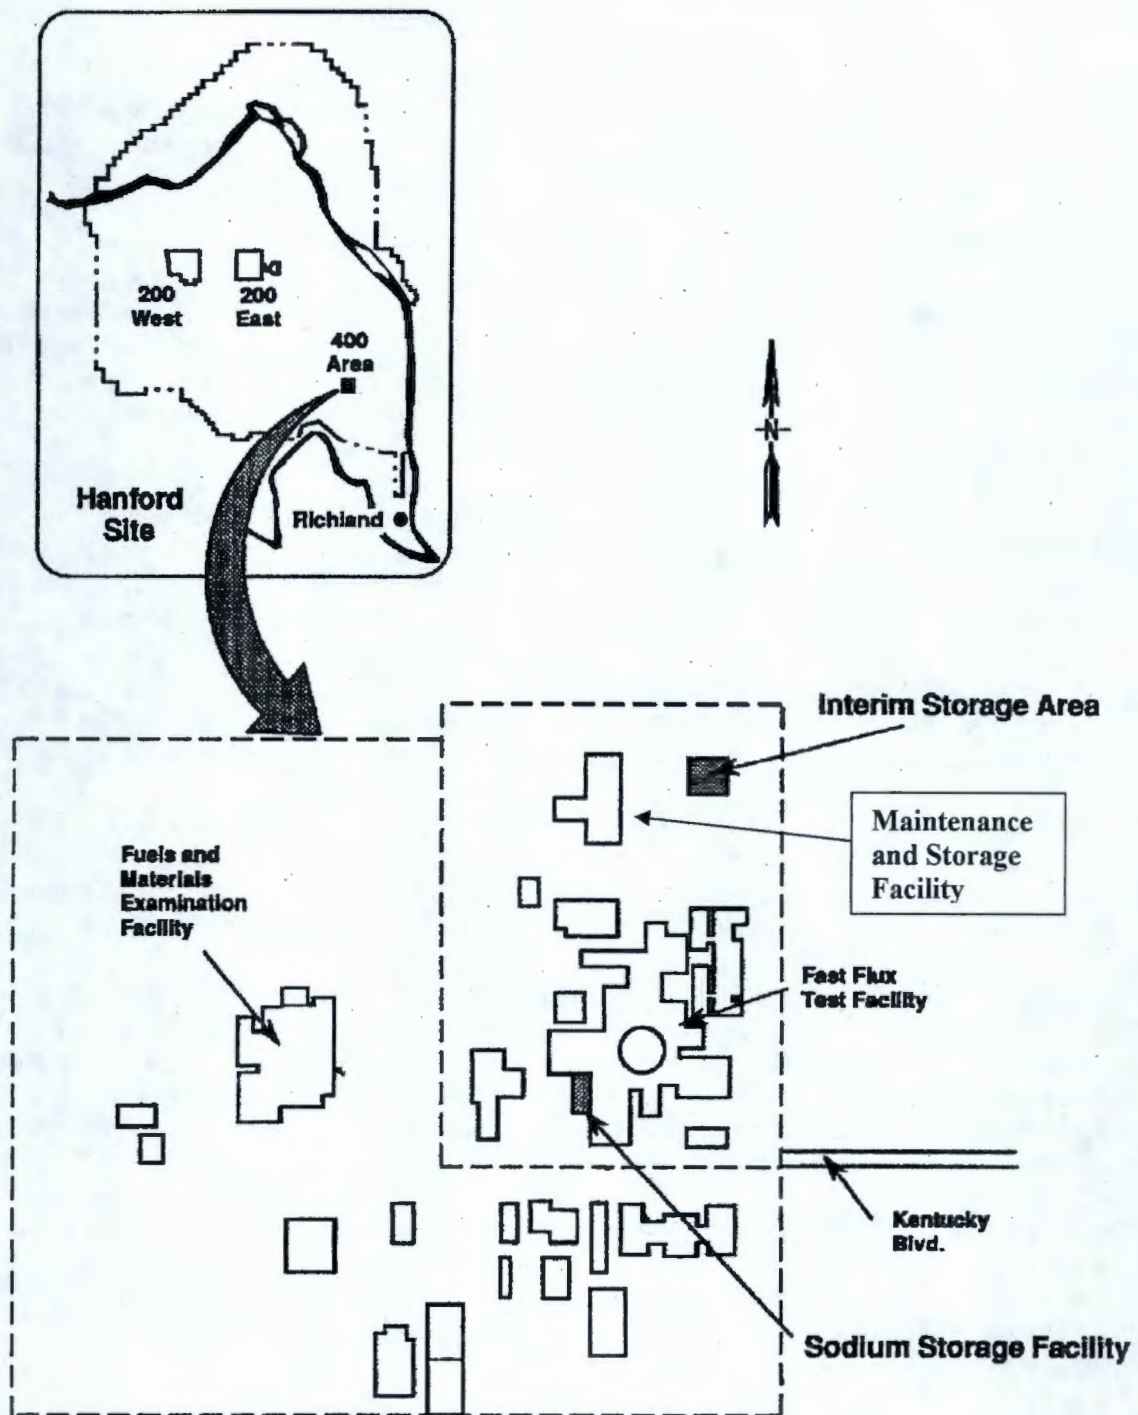 200
West
200
East
400
Area
Hanford
Site
Richland
N
Interim Storage Area
Maintenance
and Storage
Facility
Fuels and
Materials
Examination
Facility
Fast Flux
Test Facility
Kentucky
Blvd.
Sodium Storage Facility